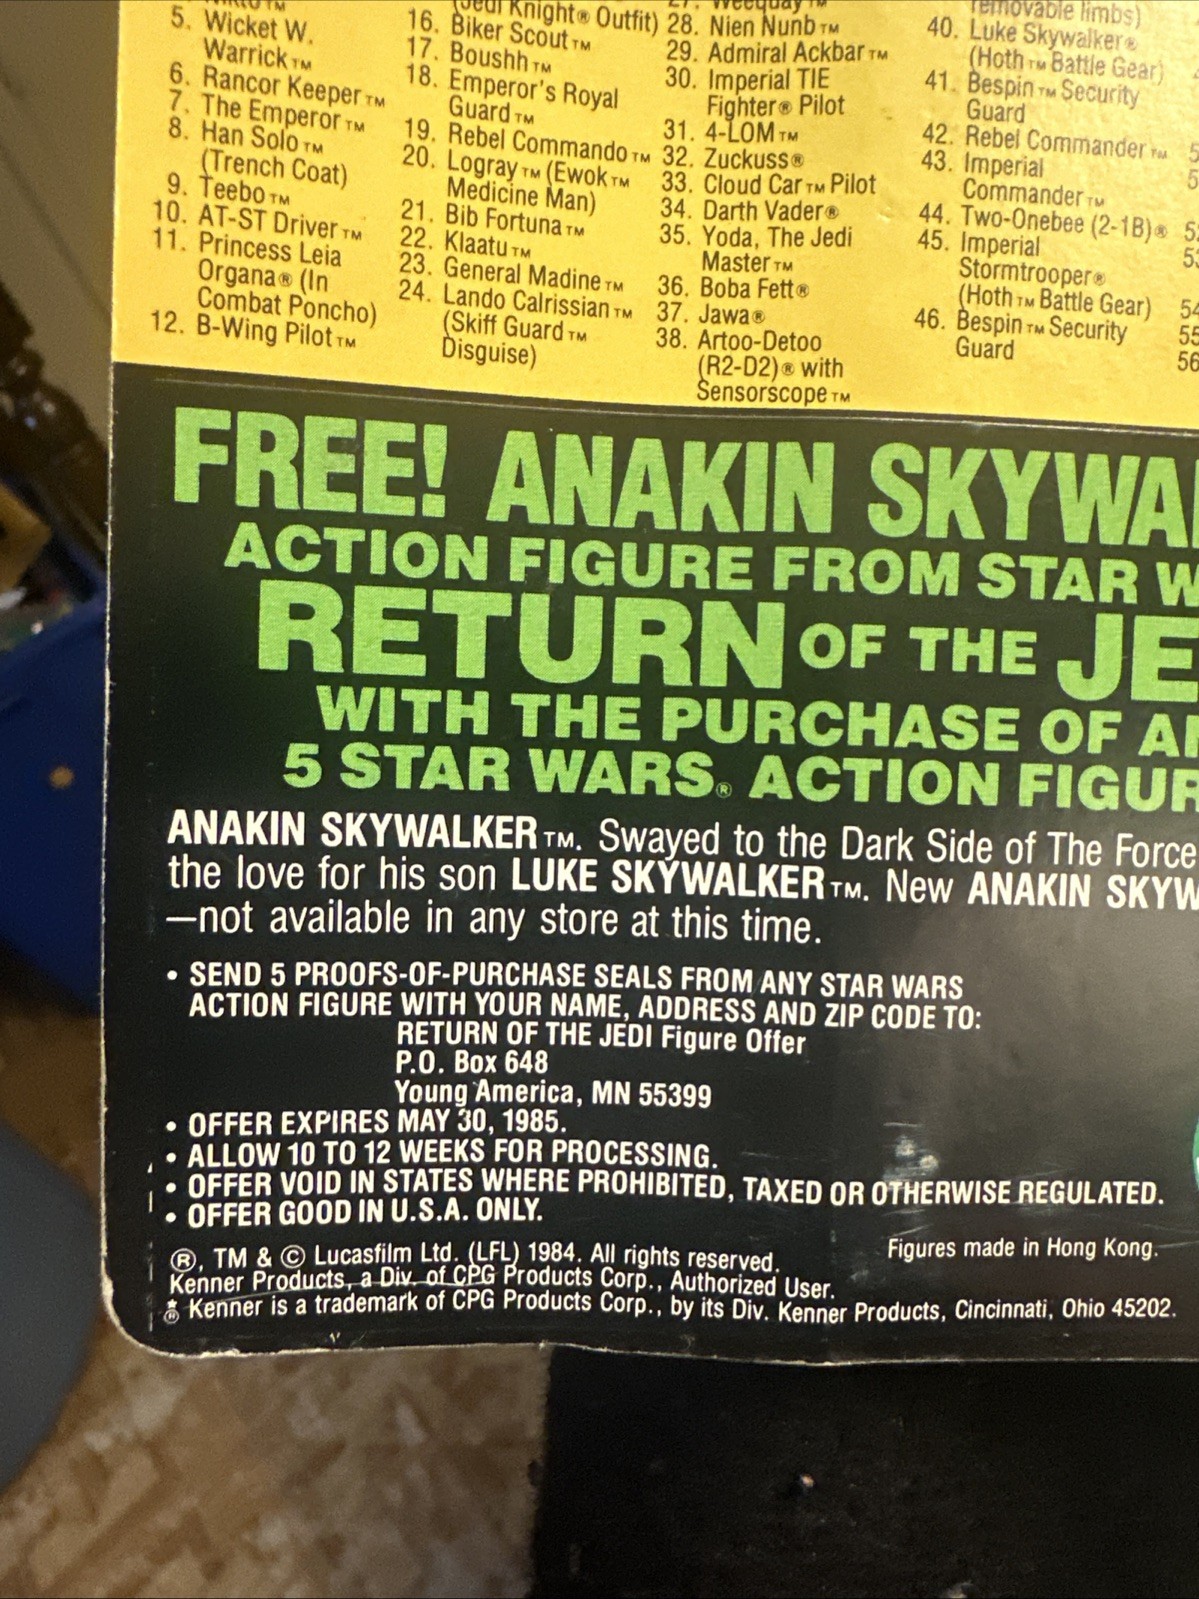 5. Wicket W.
Warrick™
6. Rancor Keeper™
7. The Emperor™
8. Han Solo™
(Trench Coat)
9. Teebo™
10. AT-ST Driver™
11. Princess Leia
Organa® (In
Combat Poncho)
12. B-Wing Pilot™
(Jedi Knight® Outfit)
16. Biker Scout™
17. Boushh™
18. Emperor's Royal
Guard™
19. Rebel Commando™
20. Logray™ (Ewok™
Medicine Man)
21. Bib Fortuna™
22. Klaatu™
23. General Madine™
24. Lando Calrissian™
(Skiff Guard™
Disguise)
27. Weequay™
28. Nien Nunb™
29. Admiral Ackbar™
30. Imperial TIE
Fighter® Pilot
31. 4-LOM™
32. Zuckuss®
33. Cloud Car™ Pilot
34. Darth Vader®
35. Yoda, The Jedi
Master™
36. Boba Fett®
37. Jawa®
38. Artoo-Detoo
(R2-D2)® with
Sensorscope™
removable limbs)
40. Luke Skywalker®
(Hoth™ Battle Gear)
41. Bespin™ Security
Guard
42. Rebel Commander™
43. Imperial
Commander™
44. Two-Onebee (2-1B)®
45. Imperial
Stormtrooper®
(Hoth™ Battle Gear)
46. Bespin™ Security
Guard
55
56
FREE! ANAKIN SKYWA
ACTION FIGURE FROM STAR W
RETURN OF THE JE
WITH THE PURCHASE OF A
5 STAR WARS® ACTION FIGUR
ANAKIN SKYWALKER™. Swayed to the Dark Side of The Force
the love for his son LUKE SKYWALKER™. New ANAKIN SKYW
—not available in any store at this time.
• SEND 5 PROOFS-OF-PURCHASE SEALS FROM ANY STAR WARS
ACTION FIGURE WITH YOUR NAME, ADDRESS AND ZIP CODE TO:
RETURN OF THE JEDI Figure Offer
P.O. Box 648
Young America, MN 55399
• OFFER EXPIRES MAY 30, 1985.
• ALLOW 10 TO 12 WEEKS FOR PROCESSING.
• OFFER VOID IN STATES WHERE PROHIBITED, TAXED OR OTHERWISE REGULATED.
• OFFER GOOD IN U.S.A. ONLY.
®, TM & © Lucasfilm Ltd. (LFL) 1984. All rights reserved.
Figures made in Hong Kong.
Kenner Products, a Div. of CPG Products Corp., Authorized User.
Kenner is a trademark of CPG Products Corp., by its Div. Kenner Products, Cincinnati, Ohio 45202.